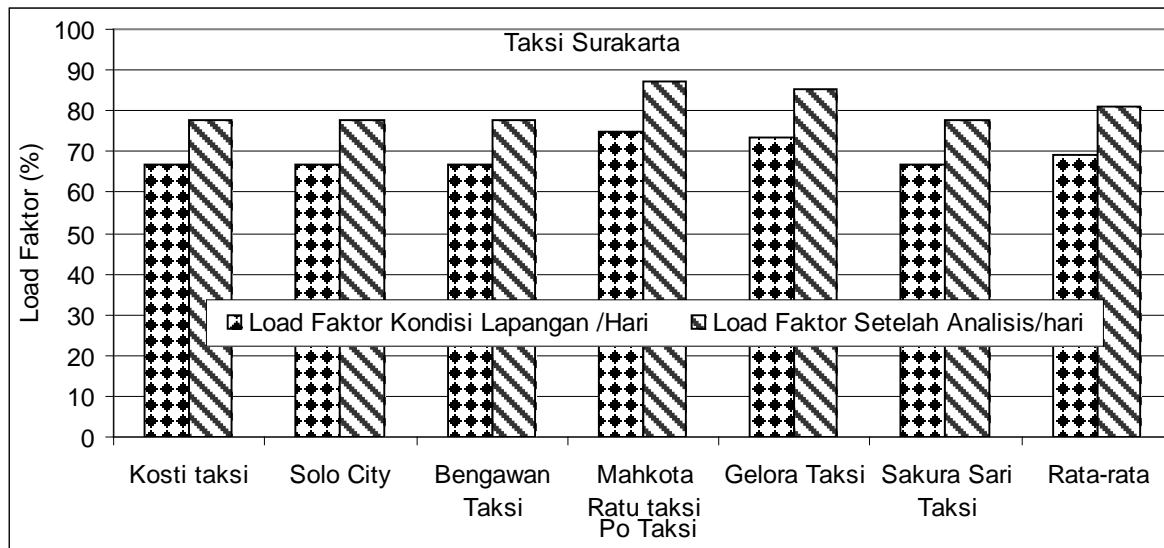 Taksi Surakarta
Load Faktor (%)
100
90
80
70
60
50
40
30
20
10
0
Load Faktor Kondisi Lapangan /Hari
Load Faktor Setelah Analisis/hari
Kosti taksi
Solo City
Bengawan
Taksi
Mahkota
Ratu taksi
Gelora Taksi
Sakura Sari
Taksi
Rata-rata
Po Taksi